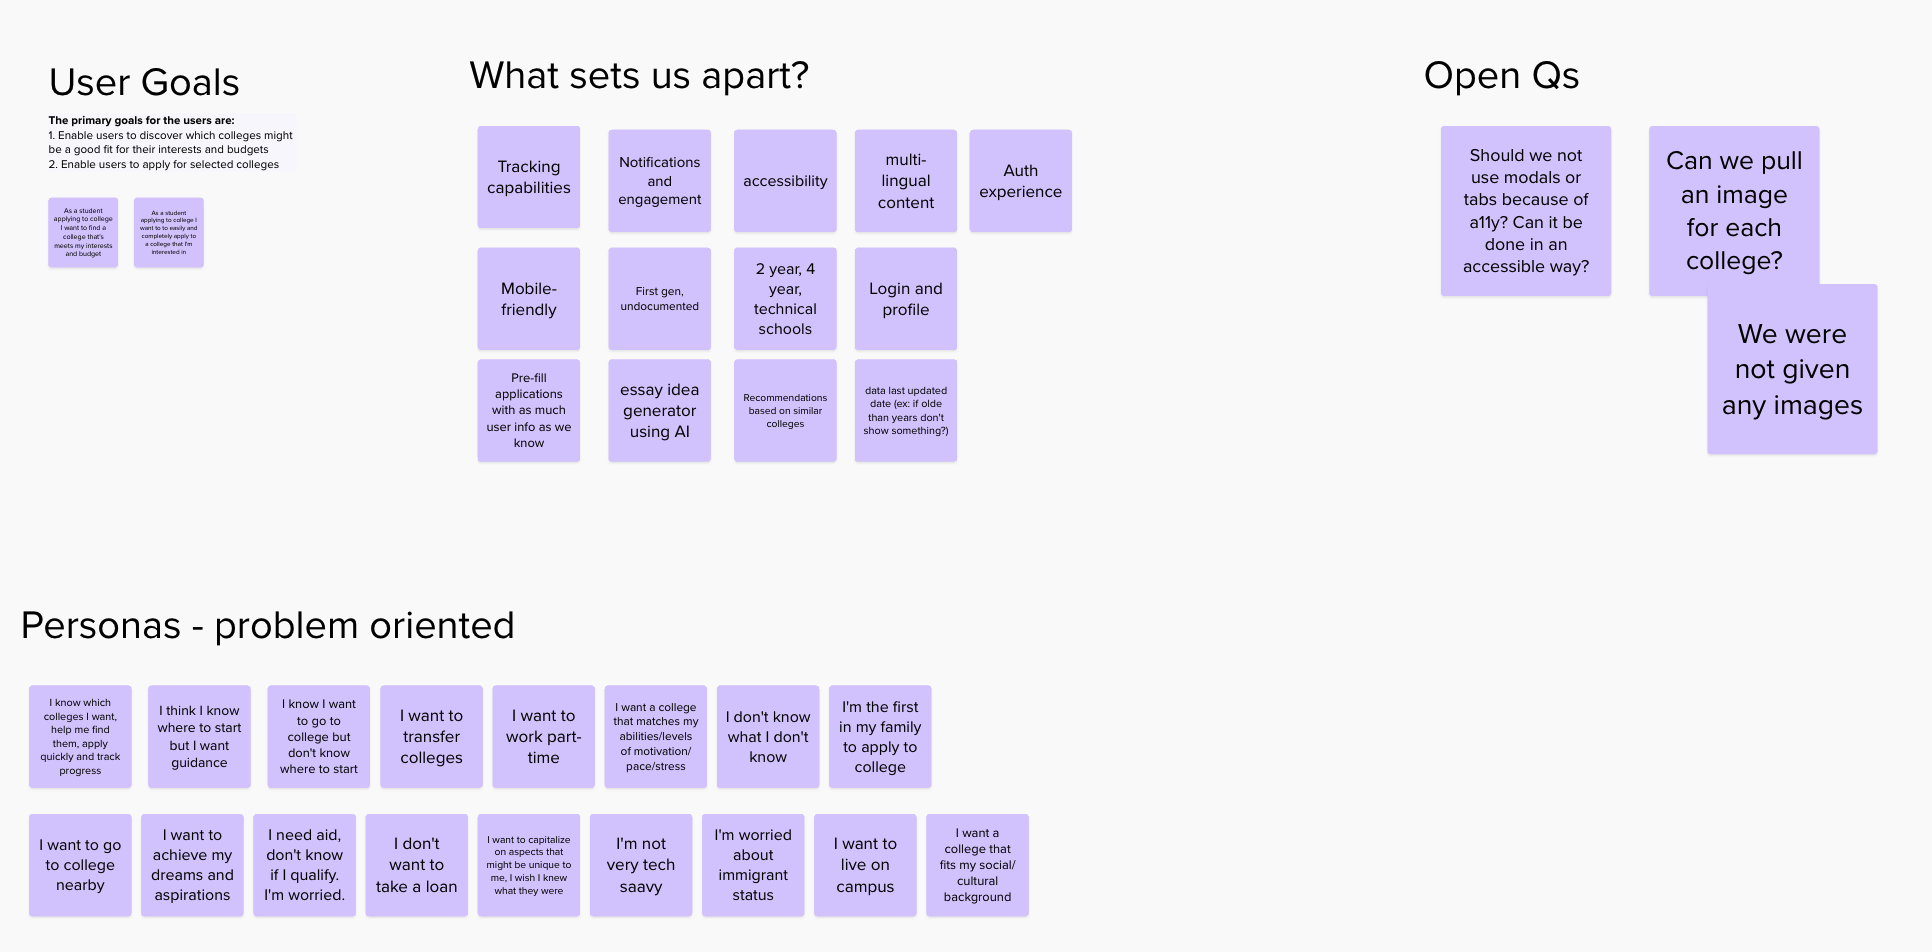 User Goals
The primary goals for the users are:
1. Enable users to discover which colleges might
be a good fit for their interests and budgets
2. Enable users to apply for selected colleges
As a student
applying to college
I want to find a
college that's
meets my interests
and budget
As a student
applying to college I
want to to easily and
completely apply to
a college that I'm
interested in
What sets us apart?
Tracking
capabilities
Notifications
and
engagement
accessibility
multi-
lingual
content
Auth
experience
Mobile-
friendly
First gen,
undocumented
2 year, 4
year,
technical
schools
Login and
profile
Pre-fill
applications
with as much
user info as we
know
essay idea
generator
using AI
Recommendations
based on similar
colleges
data last updated
date (ex: if olde
than years don't
show something?)
Open Qs
Should we not
use modals or
tabs because of
a11y? Can it be
done in an
accessible way?
Can we pull
an image
for each
college?
We were
not given
any images
Personas - problem oriented
I know which
colleges I want,
help me find
them, apply
quickly and track
progress
I think I know
where to start
but I want
guidance
I know I want
to go to
college but
don't know
where to start
I want to
transfer
colleges
I want to
work part-
time
I want a college
that matches my
abilities/levels
of motivation/
pace/stress
I don't know
what I don't
know
I'm the first
in my family
to apply to
college
I want to go
to college
nearby
I want to
achieve my
dreams and
aspirations
I need aid,
don't know
if I qualify.
I'm worried.
I don't
want to
take a loan
I want to capitalize
on aspects that
might be unique to
me, I wish I knew
what they were
I'm not
very tech
saavy
I'm worried
about
immigrant
status
I want to
live on
campus
I want a
college that
fits my social/
cultural
background